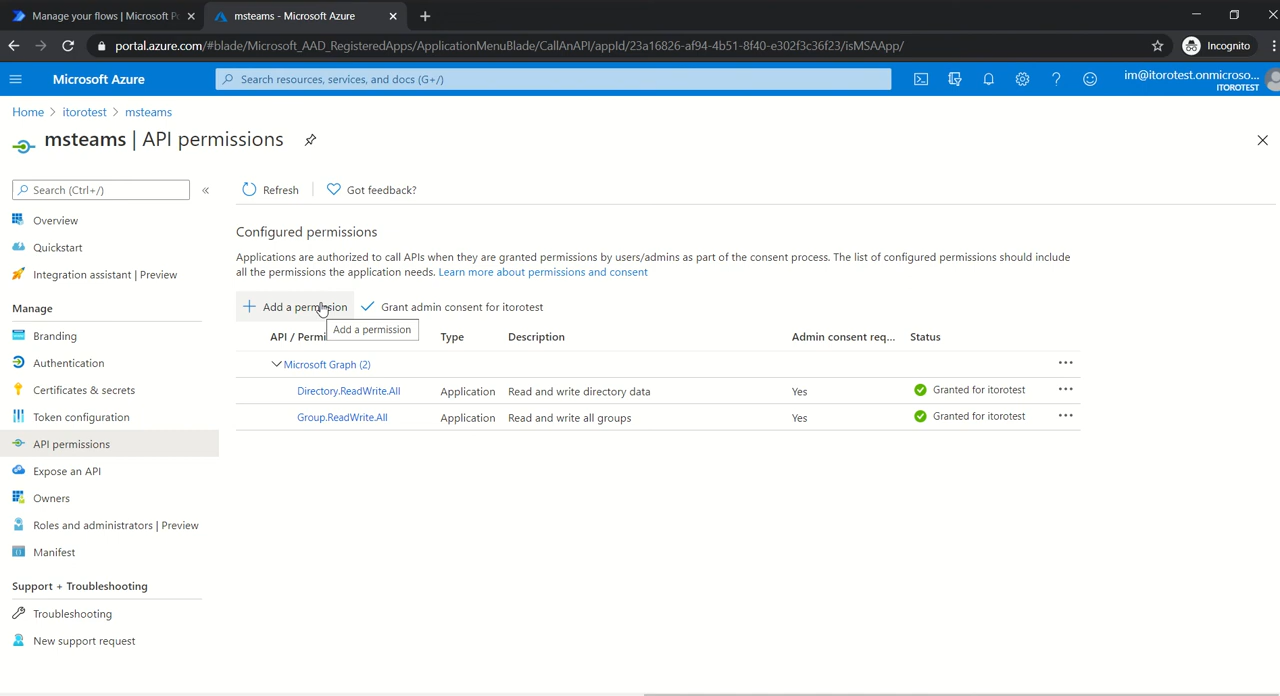 Manage your flows | Microsoft Po
msteams - Microsoft Azure
portal.azure.com/#blade/Microsoft_AAD_RegisteredApps/ApplicationMenuBlade/CallAnAPI/appId/23a16826-af94-4b51-8f40-e302f3c36f23/isMSAApp/
Incognito
Microsoft Azure
Search resources, services, and docs (G+/)
im@itorotest.onmicroso...
ITOROTEST
Home > itorotest > msteams
msteams | API permissions
Search (Ctrl+/)
«
Refresh
Got feedback?
Overview
Quickstart
Integration assistant | Preview
Manage
Branding
Authentication
Certificates & secrets
Token configuration
API permissions
Expose an API
Owners
Roles and administrators | Preview
Manifest
Support + Troubleshooting
Troubleshooting
New support request
Configured permissions
Applications are authorized to call APIs when they are granted permissions by users/admins as part of the consent process. The list of configured permissions should include
all the permissions the application needs. Learn more about permissions and consent
Add a permission
Grant admin consent for itorotest
Add a permission
API / Permi Type Description Admin consent req... Status
Microsoft Graph (2) ...
Directory.ReadWrite.All Application Read and write directory data Yes Granted for itorotest ...
Group.ReadWrite.All Application Read and write all groups Yes Granted for itorotest ...